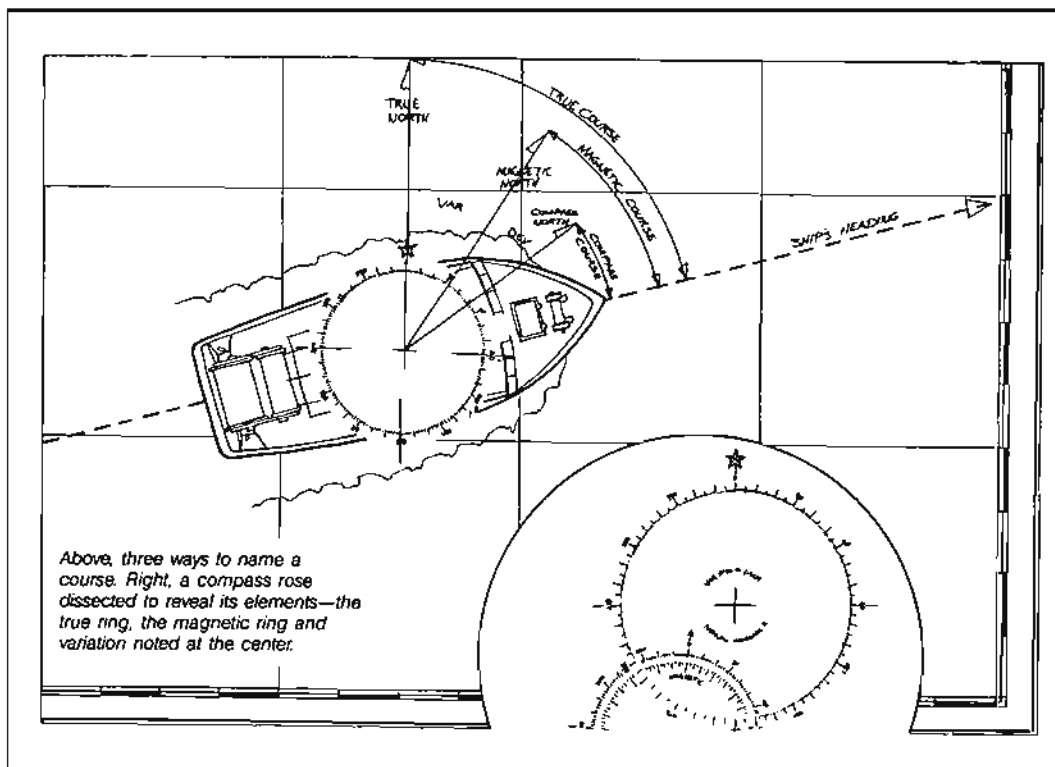 TRUE COURSE
TRUE
NORTH
MAGNETIC COURSE
MAGNETIC
NORTH
VAR
COMPASS
NORTH
DEV
COMPASS
COURSE
SHIP'S HEADING
Above, three ways to name a
course. Right, a compass rose
dissected to reveal its elements—the
true ring, the magnetic ring and
variation noted at the center.